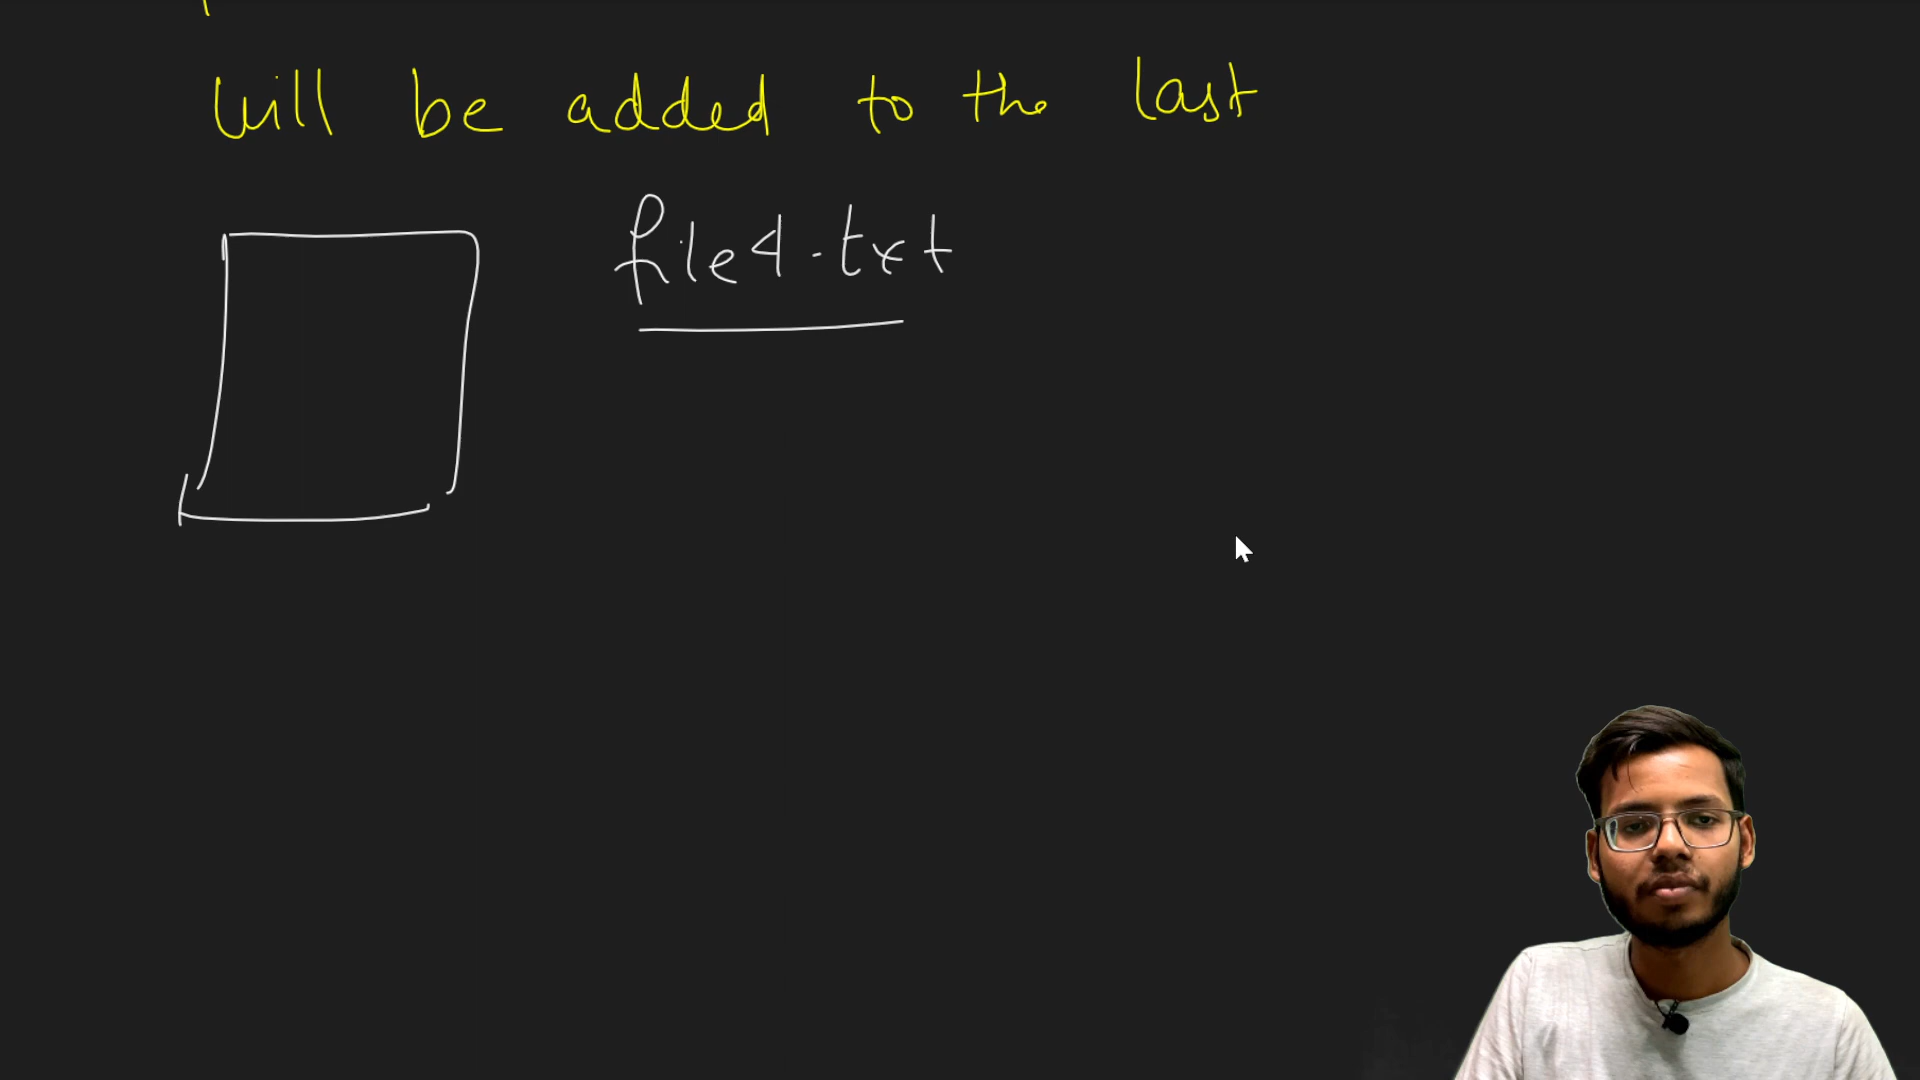 will be added to the last
file4.txt